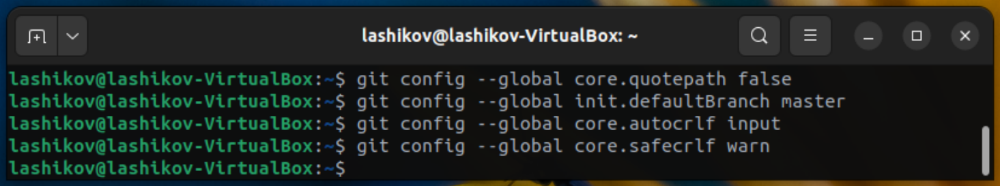 lashikov@lashikov-VirtualBox: ~
lashikov@lashikov-VirtualBox:~$ git config --global core.quotepath false
lashikov@lashikov-VirtualBox:~$ git config --global init.defaultBranch master
lashikov@lashikov-VirtualBox:~$ git config --global core.autocrlf input
lashikov@lashikov-VirtualBox:~$ git config --global core.safecrlf warn
lashikov@lashikov-VirtualBox:~$